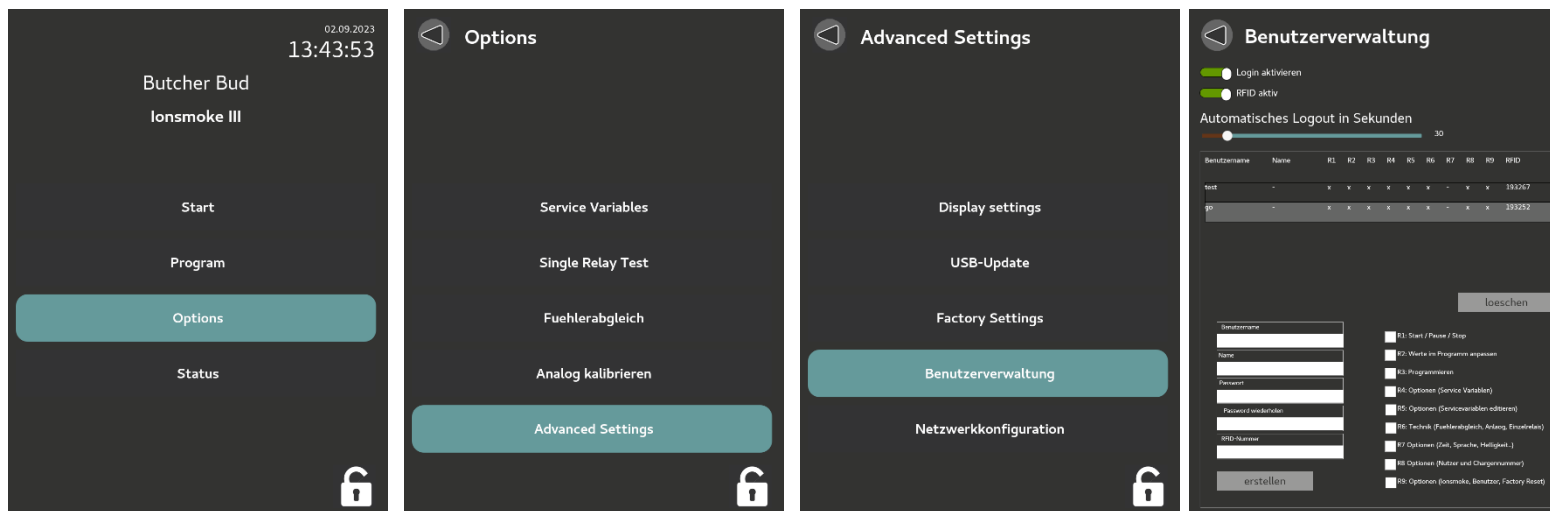 02.09.2023
13:43:53
Butcher Bud
Ionsmoke III
Start
Program
Options
Status
Options
Service Variables
Single Relay Test
Fuehlerabgleich
Analog kalibrieren
Advanced Settings
Advanced Settings
Display settings
USB-Update
Factory Settings
Benutzerverwaltung
Netzwerkkonfiguration
Benutzerverwaltung
Login aktivieren
RFID aktiv
Automatisches Logout in Sekunden
30
Benutzername Name R1 R2 R3 R4 R5 R6 R7 R8 R9 RFID
test - x x x x x x - x x 193267
go - x x x x x x - x x 293252
loeschen
Benutzername
Name
Passwort
Password wiederholen
RFID-Nummer
erstellen
R1: Start / Pause / Stop
R2: Werte im Programm anpassen
R3: Programmieren
R4: Optionen (Service Variablen)
R5: Optionen (Servicevariablen editieren)
R6: Technik (Fuehlerabgleich, Anlaog, Einzelrelais)
R7 Optionen (Zeit, Sprache, Helligkeit..)
R8 Optionen (Nutzer und Chargennummer)
R9: Optionen (Ionsmoke, Benutzer, Factory Reset)